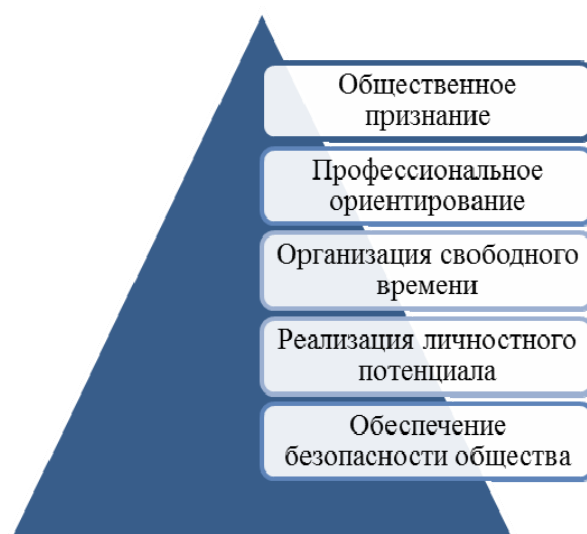 Общественное
признание
Профессиональное
ориентирование
Организация свободного
времени
Реализация личностного
потенциала
Обеспечение
безопасности общества